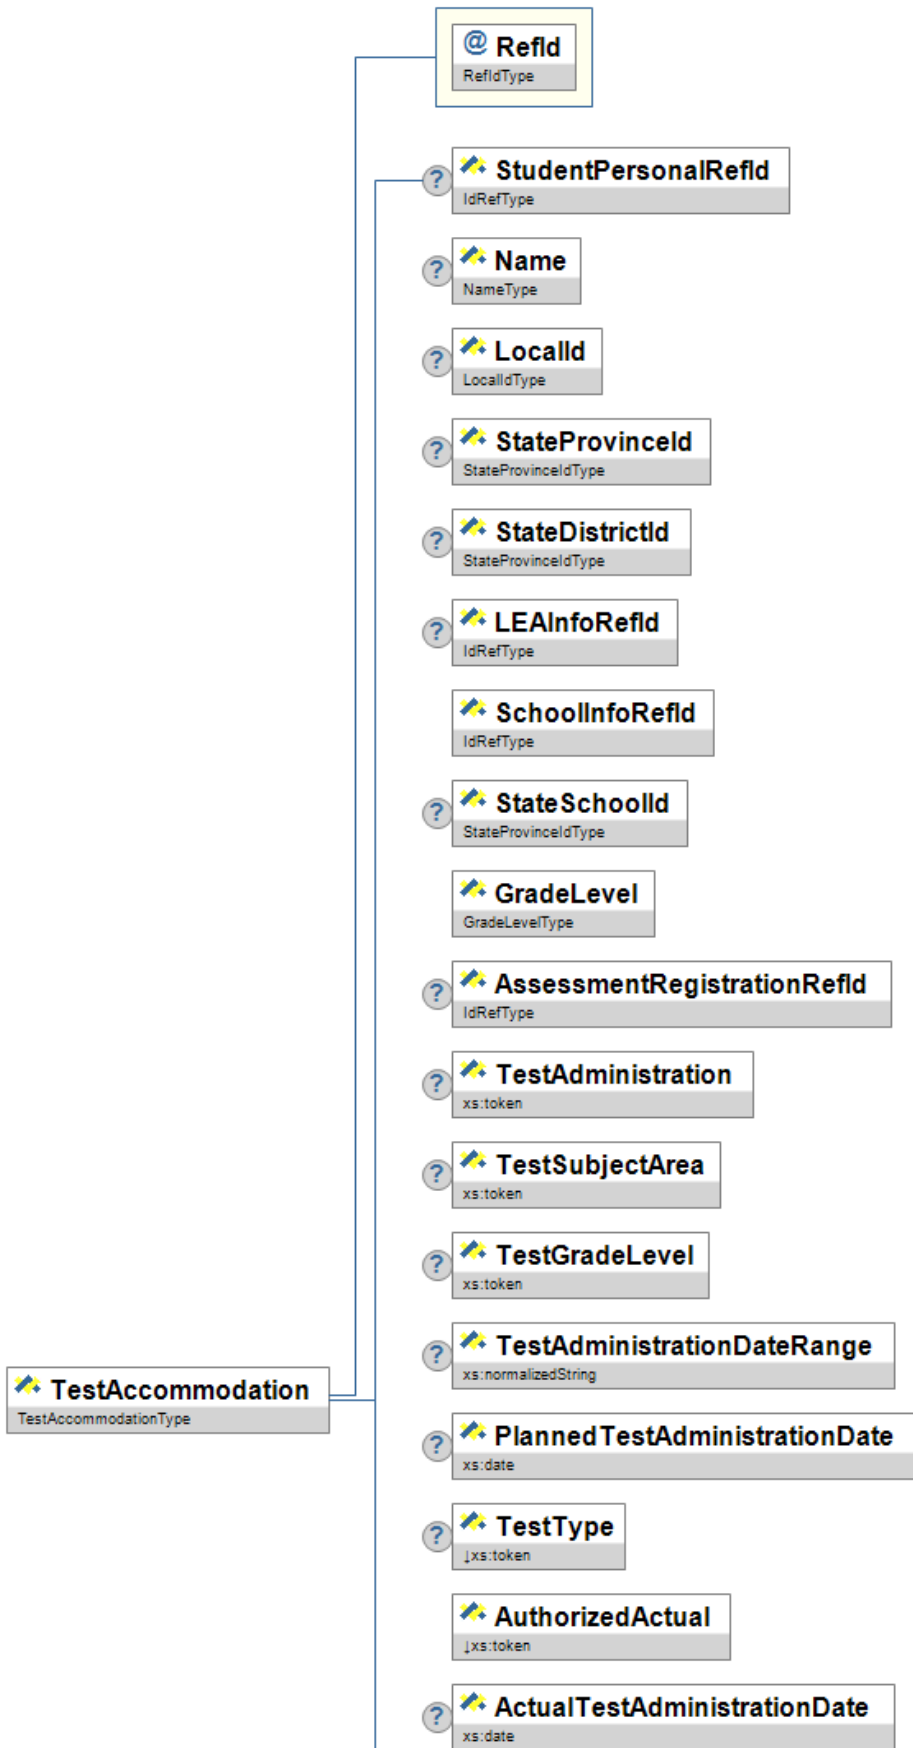 @ RefId
RefIdType
? StudentPersonalRefId
IdRefType
? Name
NameType
? LocalId
LocalIdType
? StateProvinceId
StateProvinceIdType
? StateDistrictId
StateProvinceIdType
? LEAInfoRefId
IdRefType
SchoolInfoRefId
IdRefType
? StateSchoolId
StateProvinceIdType
GradeLevel
GradeLevelType
? AssessmentRegistrationRefId
IdRefType
? TestAdministration
xs:token
? TestSubjectArea
xs:token
? TestGradeLevel
xs:token
? TestAdministrationDateRange
xs:normalizedString
TestAccommodation
TestAccommodationType
? PlannedTestAdministrationDate
xs:date
? TestType
↓xs:token
AuthorizedActual
↓xs:token
? ActualTestAdministrationDate
xs:date